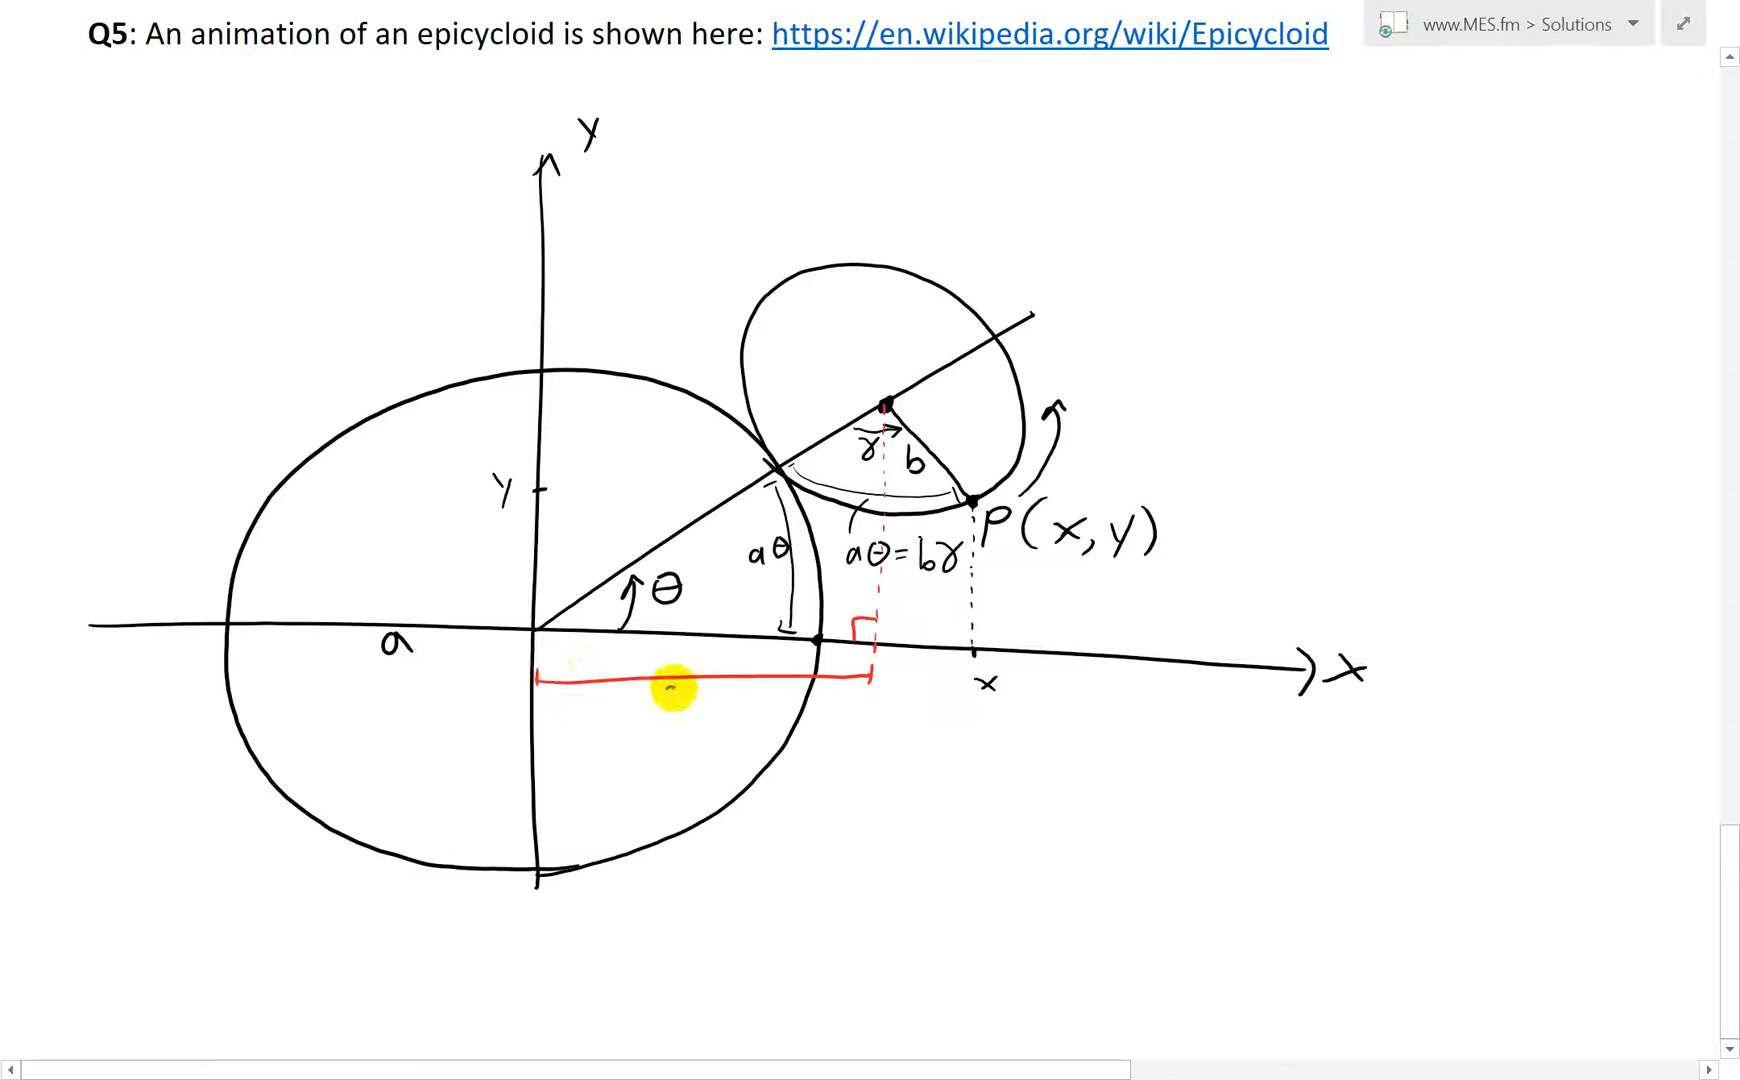 Q5: An animation of an epicycloid is shown here: https://en.wikipedia.org/wiki/Epicycloid
www.MES.fm > Solutions
y
γ
b
y
P(x,y)
aθ
aθ=bγ
θ
a
x
x